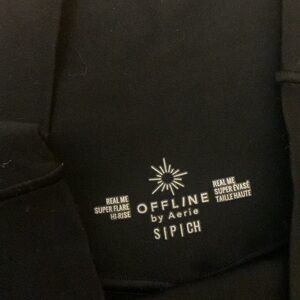 REAL ME
SUPER FLARE
HI-RISE
OFFLINE
by Aerie
S|P|CH
REAL ME
SUPER ÉVASÉ
TAILLE HAUTE